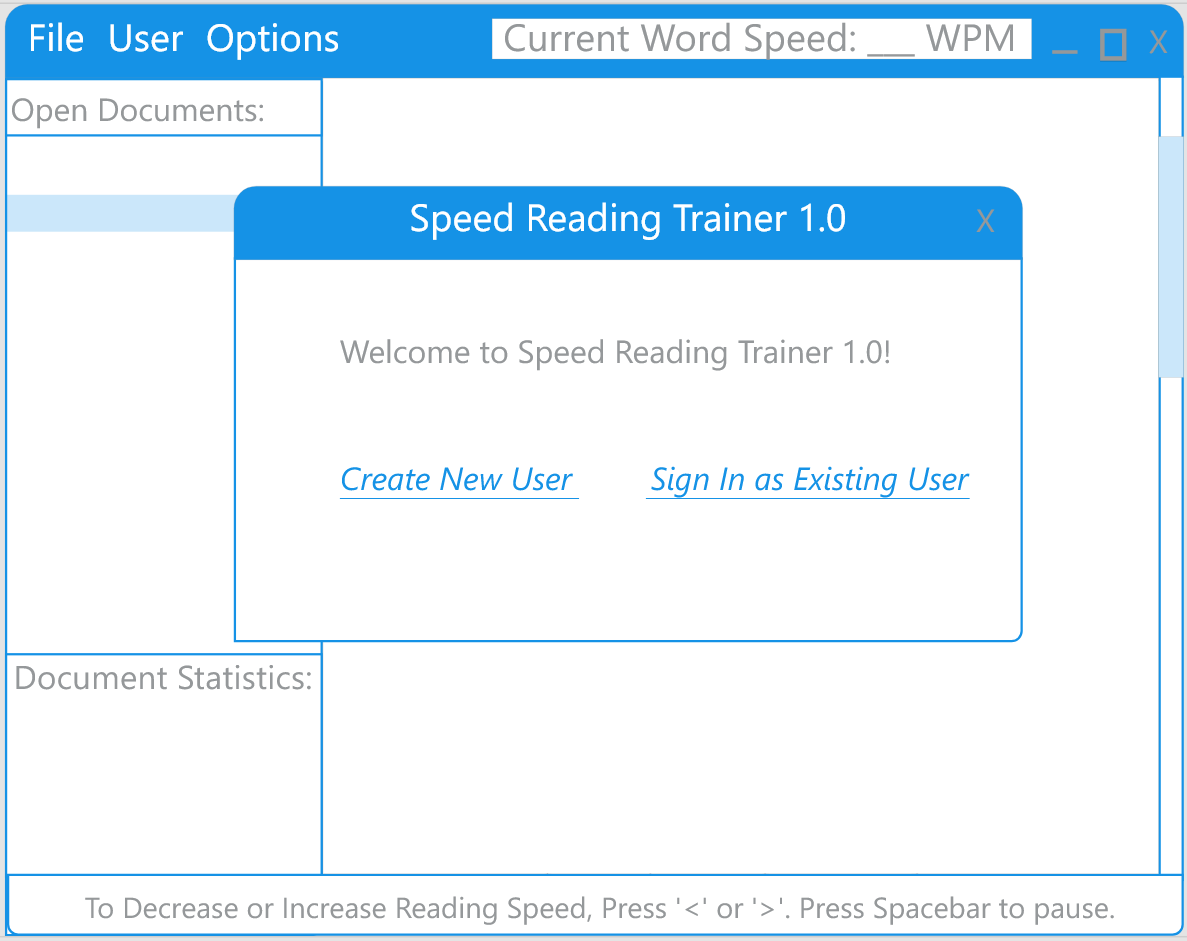 File User Options
Current Word Speed: ___ WPM
X
Open Documents:
Speed Reading Trainer 1.0
X
Welcome to Speed Reading Trainer 1.0!
Create New User
Sign In as Existing User
Document Statistics:
To Decrease or Increase Reading Speed, Press '<' or '>'. Press Spacebar to pause.